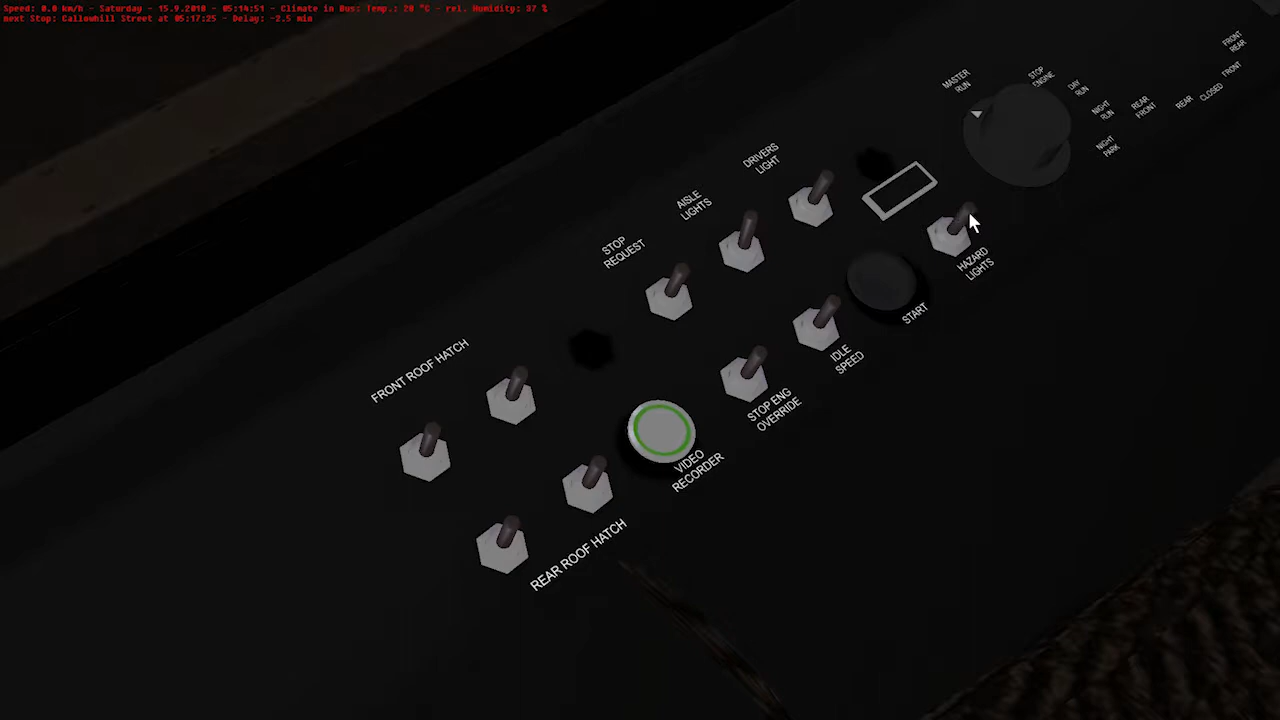 Speed: 0.0 km/h - Saturday - 15.9.2018 - 05:14:51 - Climate in Bus: Temp.: 20 °C - rel. Humidity: 37 %
next Stop: Callowhill Street at 05:17:25 - Delay: -2.5 min
FRONT
REAR
FRONT
CLOSED
REAR
REAR
FRONT
MASTER
RUN
STOP
ENGINE
DAY
RUN
NIGHT
RUN
NIGHT
PARK
DRIVERS
LIGHT
AISLE
LIGHTS
STOP
REQUEST
HAZARD
LIGHTS
START
IDLE
SPEED
STOP ENG
OVERRIDE
FRONT ROOF HATCH
VIDEO
RECORDER
REAR ROOF HATCH